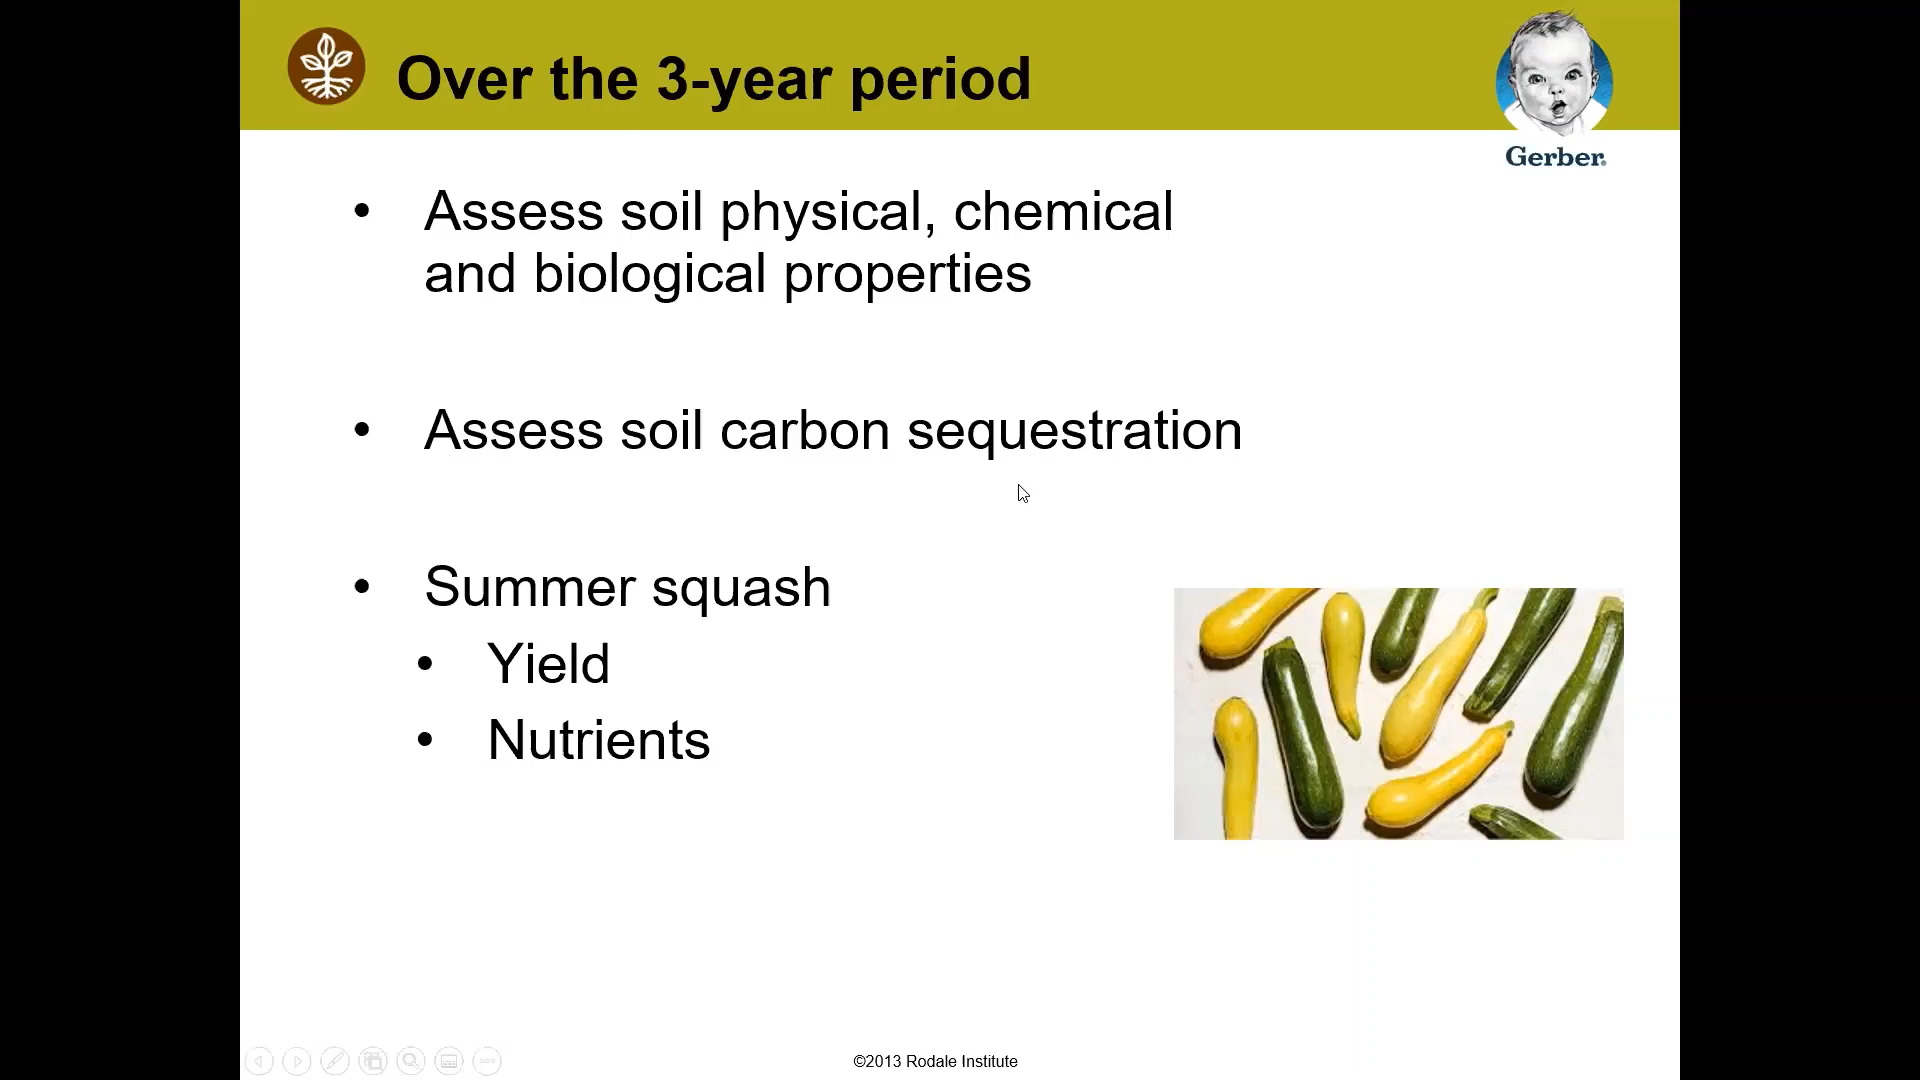 Over the 3-year period
Gerber®
• Assess soil physical, chemical
and biological properties
• Assess soil carbon sequestration
• Summer squash
• Yield
• Nutrients
©2013 Rodale Institute